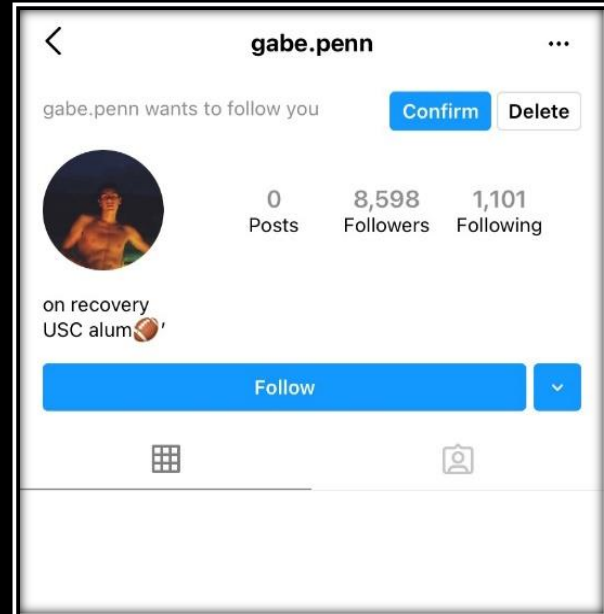 gabe.penn
gabe.penn wants to follow you Confirm Delete
0 8,598 1,101
Posts Followers Following
on recovery
USC alum🏈’
Follow